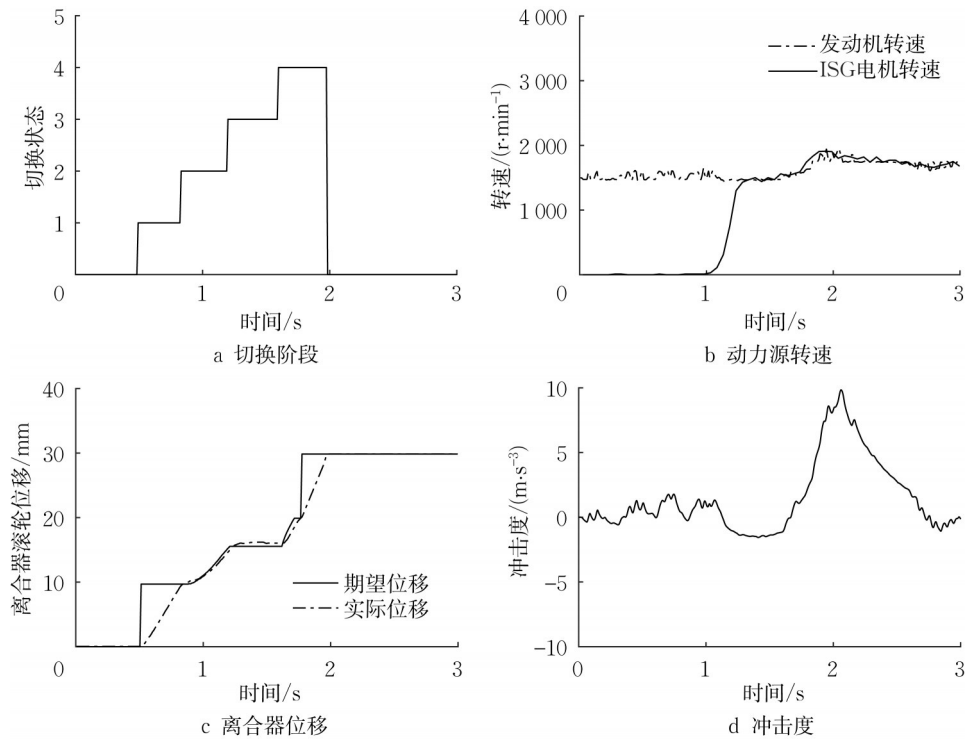 5
4
3
2
1
0
1
2
3
切换状态
时间/s
a 切换阶段
4 000
3 000
2 000
1 000
0
1
2
3
转速/(r·min⁻¹)
发动机转速
ISG电机转速
时间/s
b 动力源转速
40
30
20
10
0
1
2
3
离合器滚轮位移/mm
期望位移
实际位移
时间/s
c 离合器位移
10
5
0
−5
−10
0
1
2
3
冲击度/(m·s⁻³)
时间/s
d 冲击度